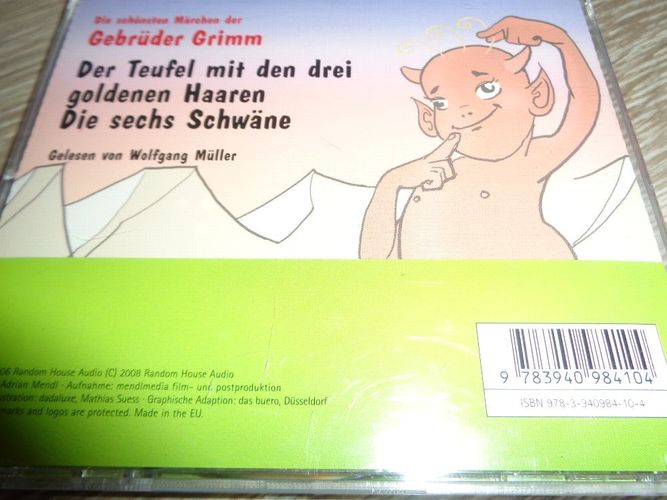 Die schönsten Märchen der
Gebrüder Grimm
Der Teufel mit den drei
goldenen Haaren
Die sechs Schwäne
Gelesen von Wolfgang Müller
06 Random House Audio (C) 2008 Random House Audio
Adrian Mendl · Aufnahme: mendlmedia film- und postproduktion
stration: dadaluxe, Mathias Suess · Graphische Adaption: das buero, Düsseldorf
marks and logos are protected. Made in the EU.
9 783940 984104
ISBN 978-3-940984-10-4